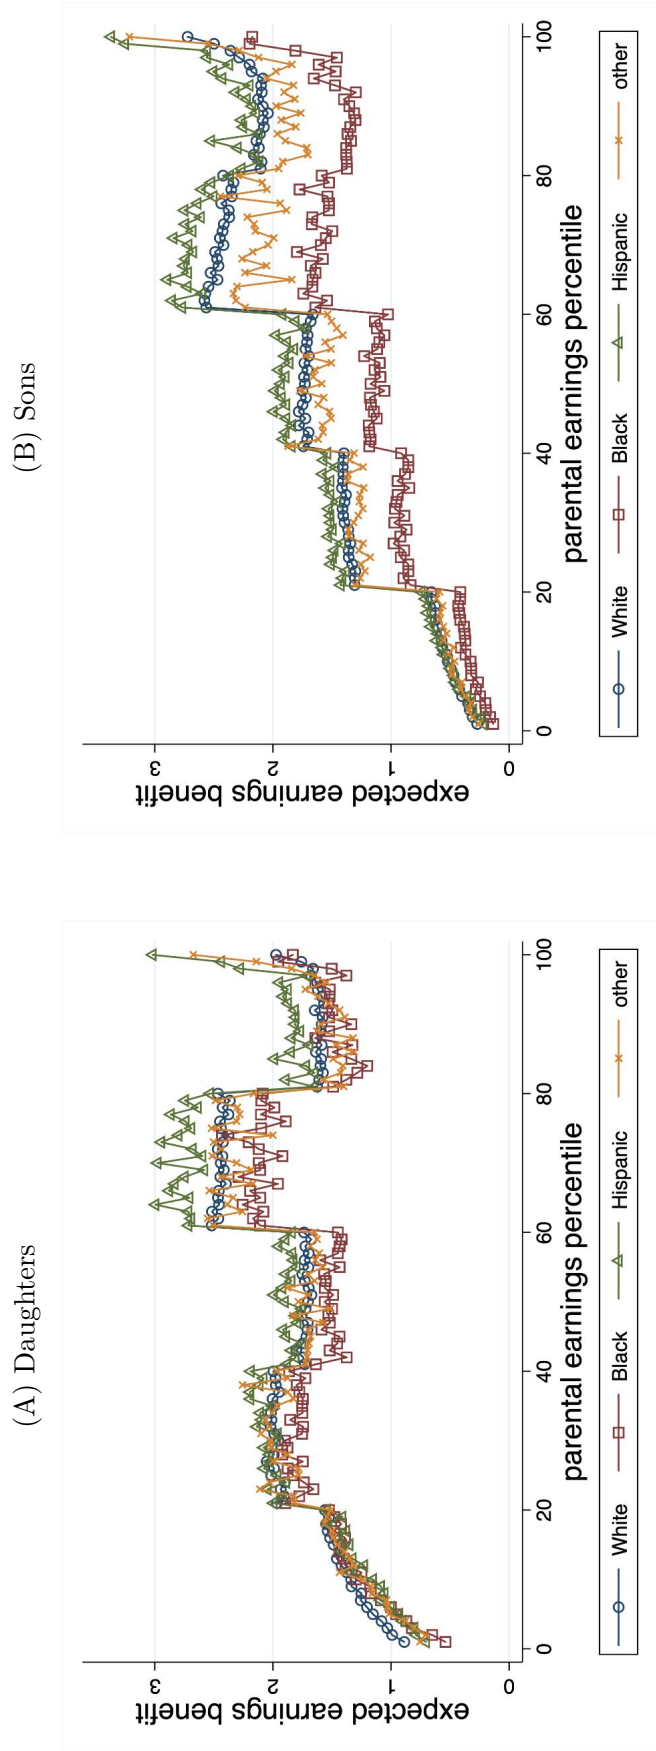 (A) Daughters
expected earnings benefit
3
2
1
0
0 20 40 60 80 100
parental earnings percentile
White Black Hispanic other
(B) Sons
expected earnings benefit
3
2
1
0
0 20 40 60 80 100
parental earnings percentile
White Black Hispanic other